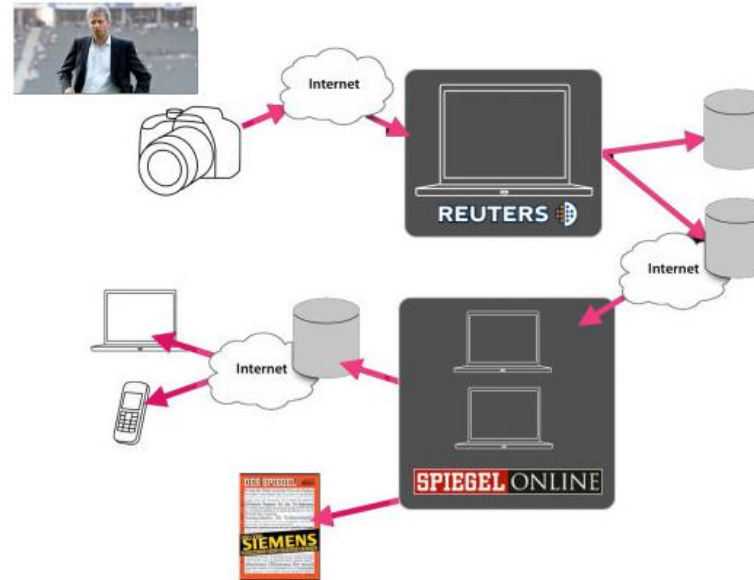 Internet
REUTERS
Internet
Internet
SPIEGEL ONLINE
DER SPIEGEL
SIEMENS